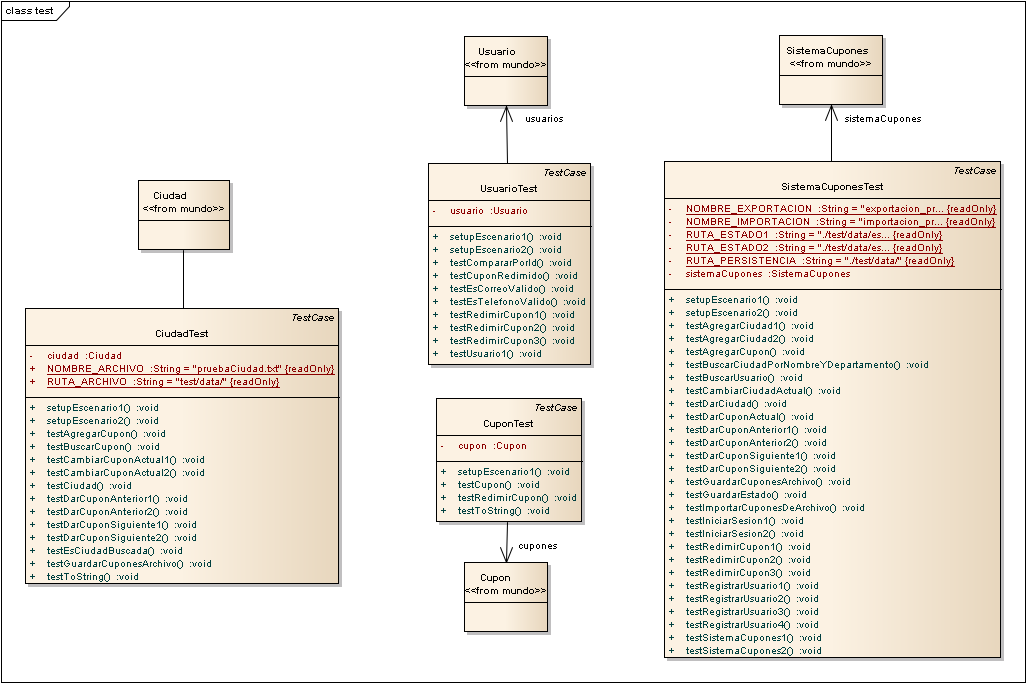 class test
Usuario
<<from mundo>>
usuarios
SistemaCupones
<<from mundo>>
sistemaCupones
Ciudad
<<from mundo>>
TestCase
CiudadTest
- ciudad :Ciudad
+ NOMBRE_ARCHIVO :String = "pruebaCiudad.txt" {readOnly}
+ RUTA_ARCHIVO :String = "test/data/" {readOnly}
+ setupEscenario1() :void
+ setupEscenario2() :void
+ testAgregarCupon() :void
+ testBuscarCupon() :void
+ testCambiarCuponActual1() :void
+ testCambiarCuponActual2() :void
+ testCiudad() :void
+ testDarCuponAnterior1() :void
+ testDarCuponAnterior2() :void
+ testDarCuponSiguiente1() :void
+ testDarCuponSiguiente2() :void
+ testEsCiudadBuscada() :void
+ testGuardarCuponesArchivo() :void
+ testToString() :void
TestCase
UsuarioTest
- usuario :Usuario
+ setupEscenario1() :void
+ setupEscenario2() :void
+ testCompararPorId() :void
+ testCuponRedimido() :void
+ testEsCorreoValido() :void
+ testEsTelefonoValido() :void
+ testRedimirCupon1() :void
+ testRedimirCupon2() :void
+ testRedimirCupon3() :void
+ testUsuario1() :void
TestCase
CuponTest
- cupon :Cupon
+ setupEscenario1() :void
+ testCupon() :void
+ testRedimirCupon() :void
+ testToString() :void
cupones
Cupon
<<from mundo>>
TestCase
SistemaCuponesTest
- NOMBRE_EXPORTACION :String = "exportacion_pr... {readOnly}
- NOMBRE_IMPORTACION :String = "importacion_pr... {readOnly}
- RUTA_ESTADO1 :String = "./test/data/es... {readOnly}
- RUTA_ESTADO2 :String = "./test/data/es... {readOnly}
- RUTA_PERSISTENCIA :String = "./test/data/" {readOnly}
- sistemaCupones :SistemaCupones
+ setupEscenario1() :void
+ setupEscenario2() :void
+ testAgregarCiudad1() :void
+ testAgregarCiudad2() :void
+ testAgregarCupon() :void
+ testBuscarCiudadPorNombreYDepartamento() :void
+ testBuscarUsuario() :void
+ testCambiarCiudadActual() :void
+ testDarCiudad() :void
+ testDarCuponActual() :void
+ testDarCuponAnterior1() :void
+ testDarCuponAnterior2() :void
+ testDarCuponSiguiente1() :void
+ testDarCuponSiguiente2() :void
+ testGuardarCuponesArchivo() :void
+ testGuardarEstado() :void
+ testImportarCuponesDeArchivo() :void
+ testIniciarSesion1() :void
+ testIniciarSesion2() :void
+ testRedimirCupon1() :void
+ testRedimirCupon2() :void
+ testRedimirCupon3() :void
+ testRegistrarUsuario1() :void
+ testRegistrarUsuario2() :void
+ testRegistrarUsuario3() :void
+ testRegistrarUsuario4() :void
+ testSistemaCupones1() :void
+ testSistemaCupones2() :void